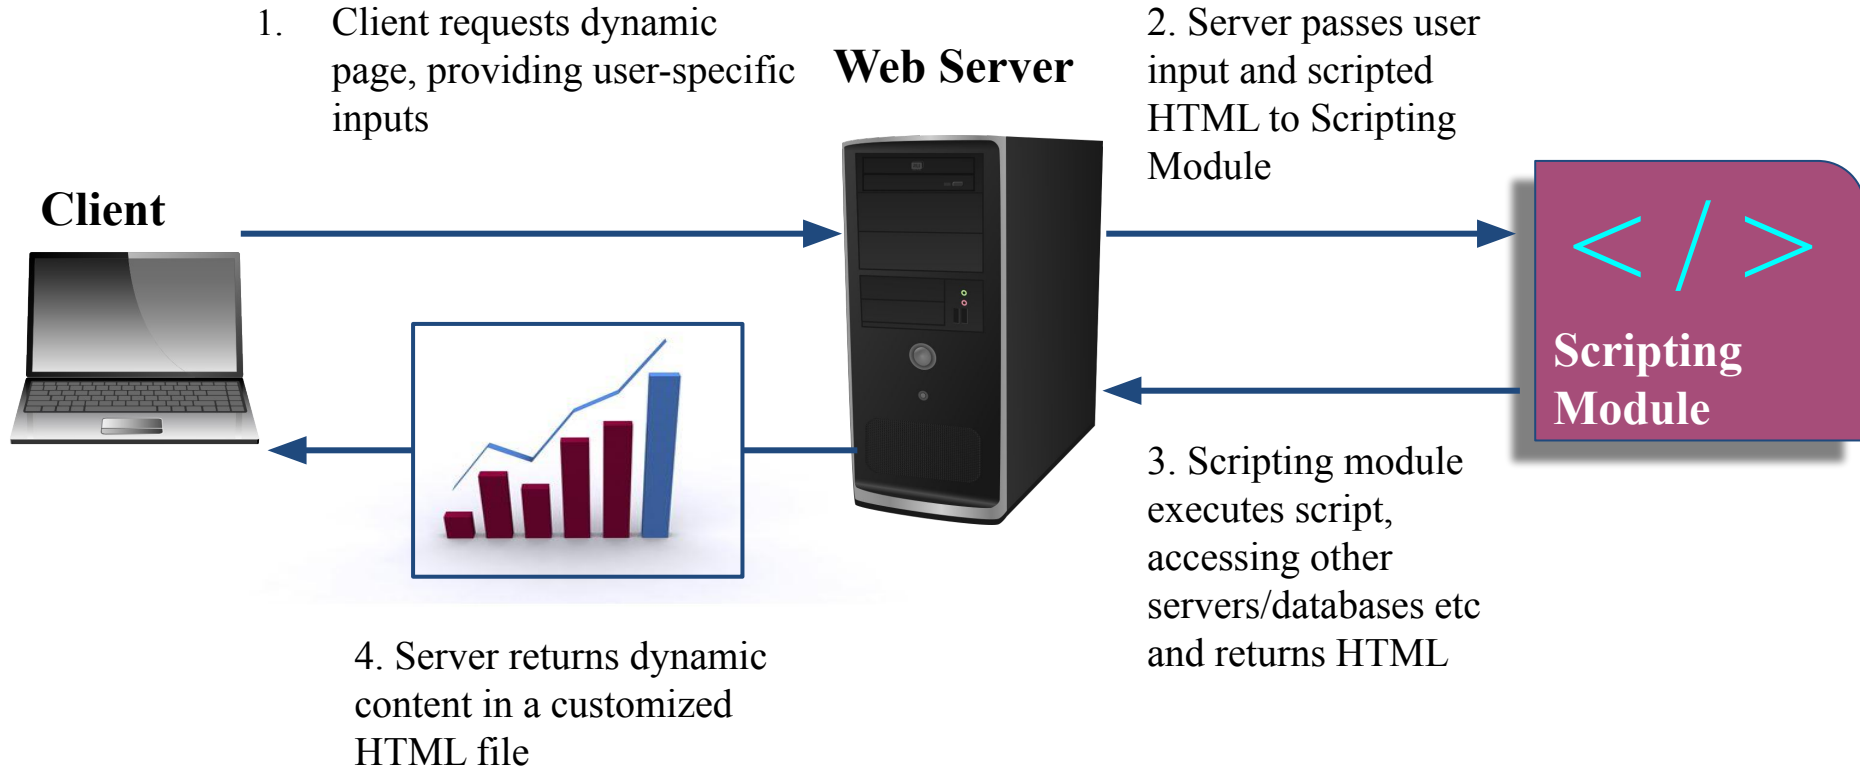 1. Client requests dynamic
page, providing user-specific
inputs
Web Server
2. Server passes user
input and scripted
HTML to Scripting
Module
Client
< / >
Scripting
Module
3. Scripting module
executes script,
accessing other
servers/databases etc
and returns HTML
4. Server returns dynamic
content in a customized
HTML file